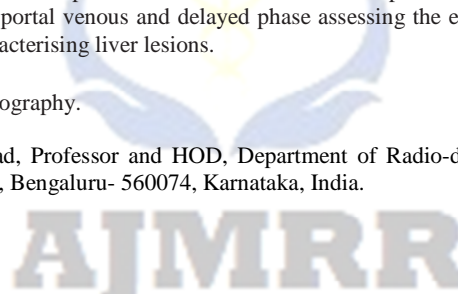 portal venous and delayed phase assessing the e
acterising liver lesions.
ography.
ad, Professor and HOD, Department of Radio-d
, Bengaluru- 560074, Karnataka, India.
AJMRR